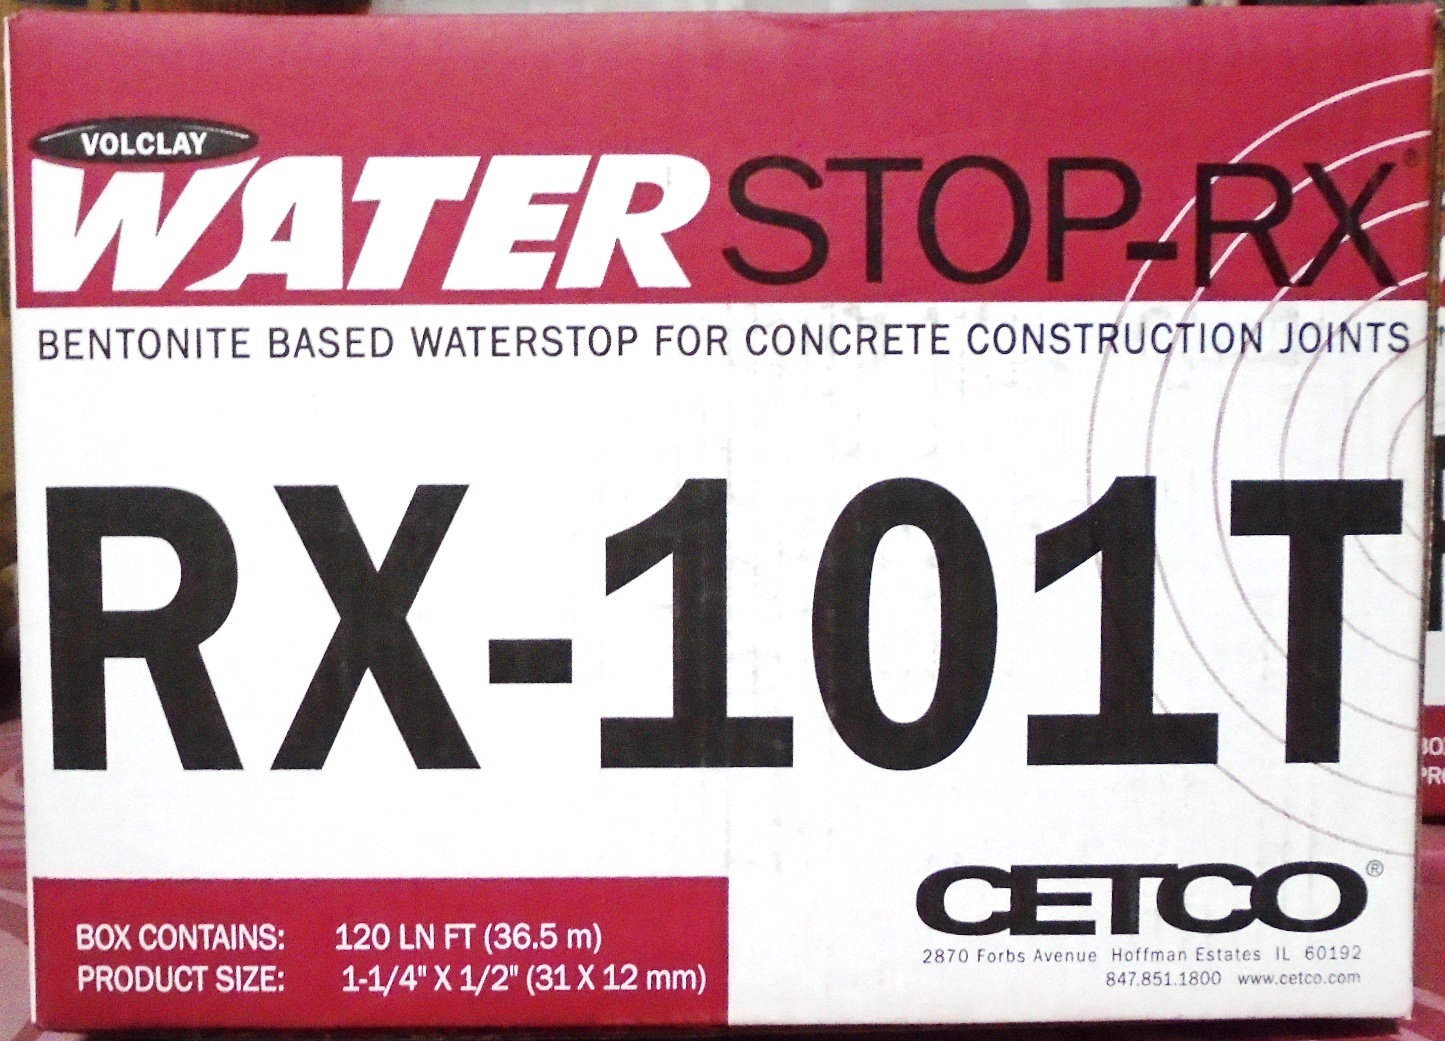 VOLCLAY
WATERSTOP-RX®
BENTONITE BASED WATERSTOP FOR CONCRETE CONSTRUCTION JOINTS
RX-101T
BOX CONTAINS: 120 LN FT (36.5 m)
PRODUCT SIZE: 1-1/4" X 1/2" (31 X 12 mm)
CETCO®
2870 Forbs Avenue Hoffman Estates IL 60192
847.851.1800 www.cetco.com